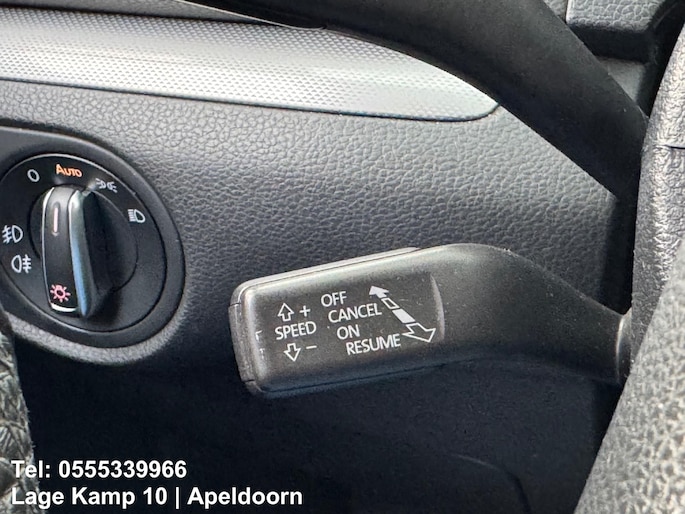 O AUTO
+ OFF
SPEED CANCEL
ON
- RESUME
Tel: 0555339966
Lage Kamp 10 | Apeldoorn